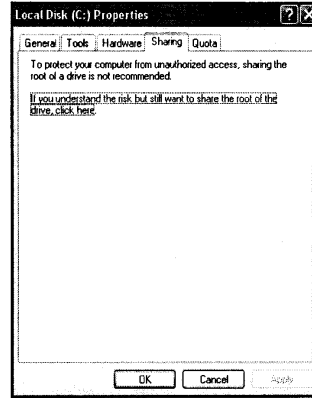 Local Disk (C:) Properties
General Tools Hardware Sharing Quota
To protect your computer from unauthorized access, sharing the
root of a drive is not recommended.
If you understand the risk but still want to share the root of the
drive, click here.
OK Cancel Apply